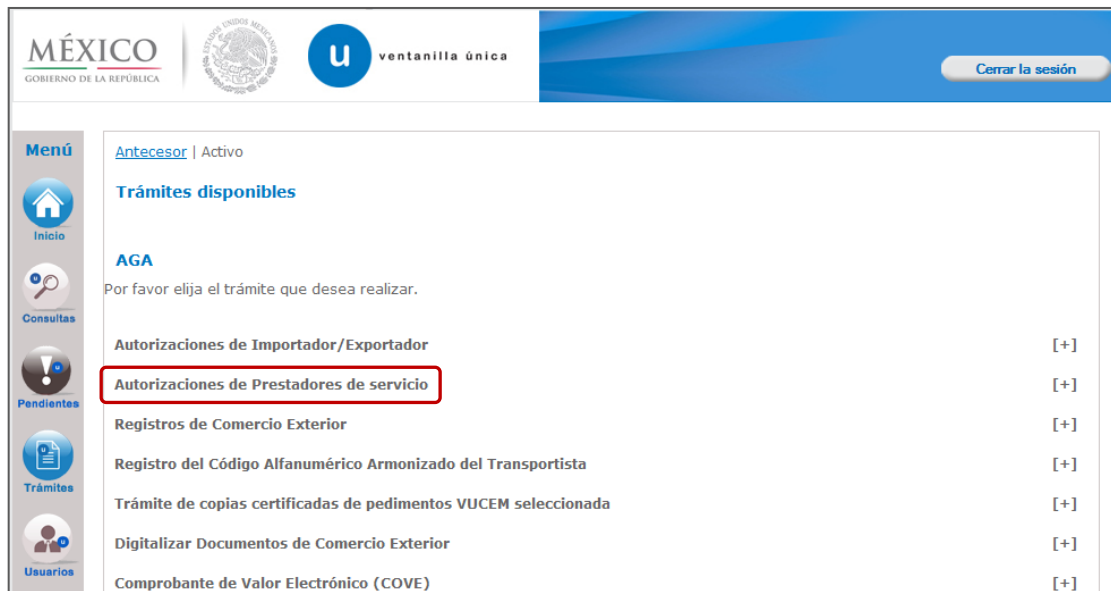 MÉXICO
GOBIERNO DE LA REPÚBLICA
ESTADOS UNIDOS MEXICANOS
u
ventanilla única
Cerrar la sesión
Menú
Inicio
Consultas
Pendientes
Trámites
Usuarios
Antecesor | Activo
Trámites disponibles
AGA
Por favor elija el trámite que desea realizar.
Autorizaciones de Importador/Exportador [+]
Autorizaciones de Prestadores de servicio [+]
Registros de Comercio Exterior [+]
Registro del Código Alfanumérico Armonizado del Transportista [+]
Trámite de copias certificadas de pedimentos VUCEM seleccionada [+]
Digitalizar Documentos de Comercio Exterior [+]
Comprobante de Valor Electrónico (COVE) [+]